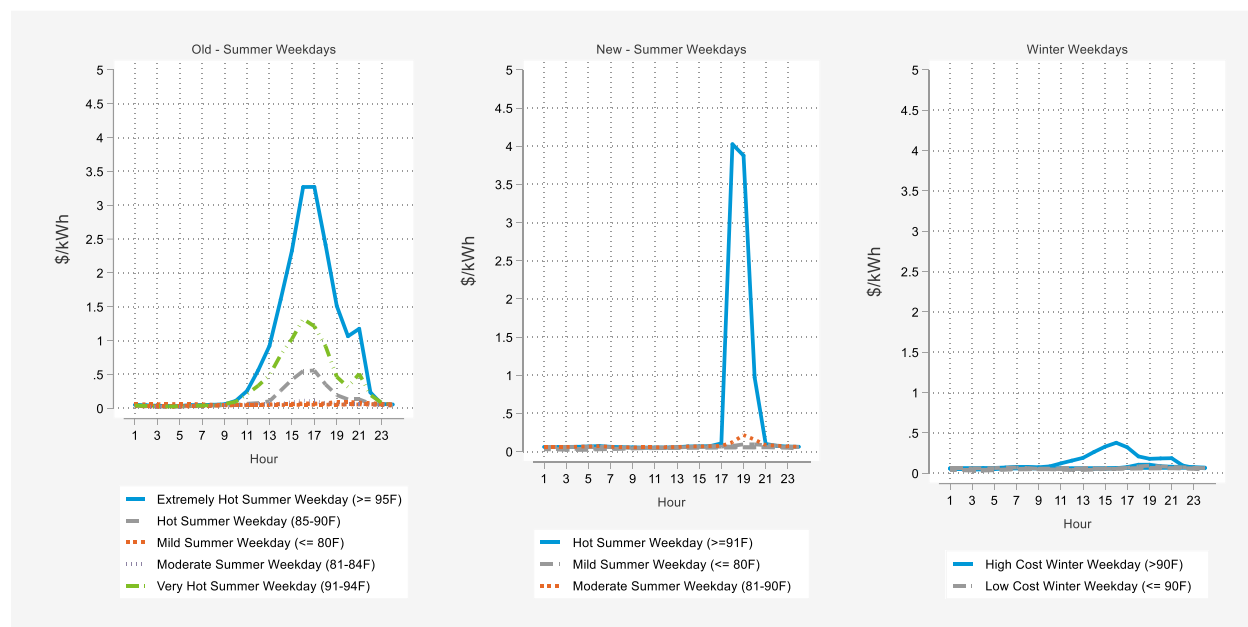 Old - Summer Weekdays
5
4.5
4
3.5
3
2.5
2
1.5
1
.5
0
$/kWh
1 3 5 7 9 11 13 15 17 19 21 23
Hour
Extremely Hot Summer Weekday (>= 95F)
Hot Summer Weekday (85-90F)
Mild Summer Weekday (<= 80F)
Moderate Summer Weekday (81-84F)
Very Hot Summer Weekday (91-94F)
New - Summer Weekdays
5
4.5
4
3.5
3
2.5
2
1.5
1
.5
0
$/kWh
1 3 5 7 9 11 13 15 17 19 21 23
Hour
Hot Summer Weekday (>=91F)
Mild Summer Weekday (<= 80F)
Moderate Summer Weekday (81-90F)
Winter Weekdays
5
4.5
4
3.5
3
2.5
2
1.5
1
.5
0
$/kWh
1 3 5 7 9 11 13 15 17 19 21 23
Hour
High Cost Winter Weekday (>90F)
Low Cost Winter Weekday (<= 90F)